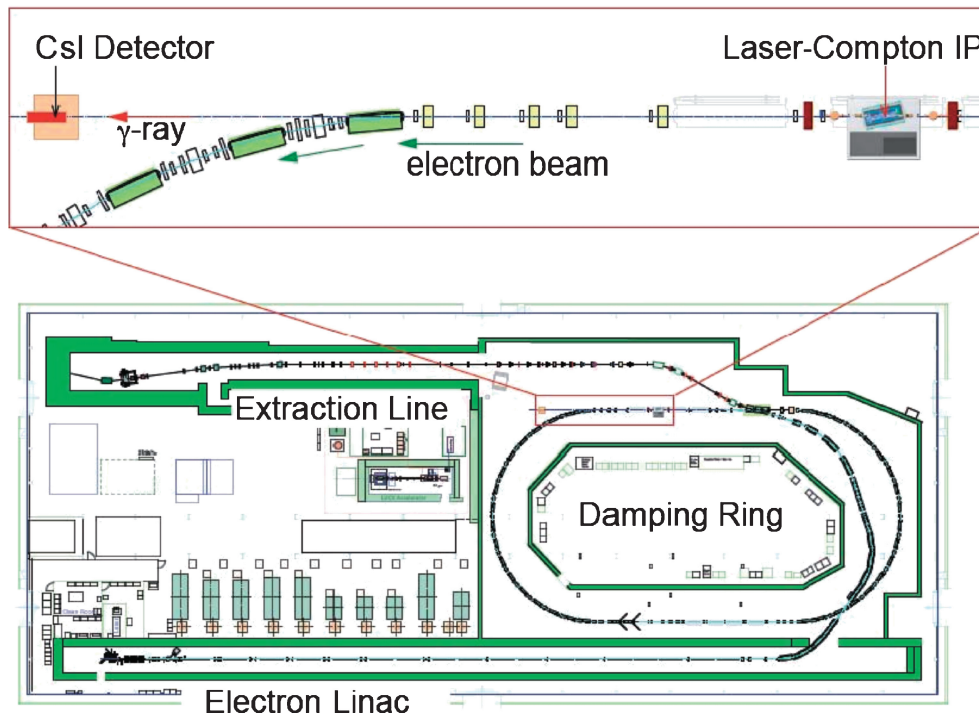 CsI Detector
Laser-Compton IP
γ-ray
electron beam
Extraction Line
Damping Ring
Electron Linac